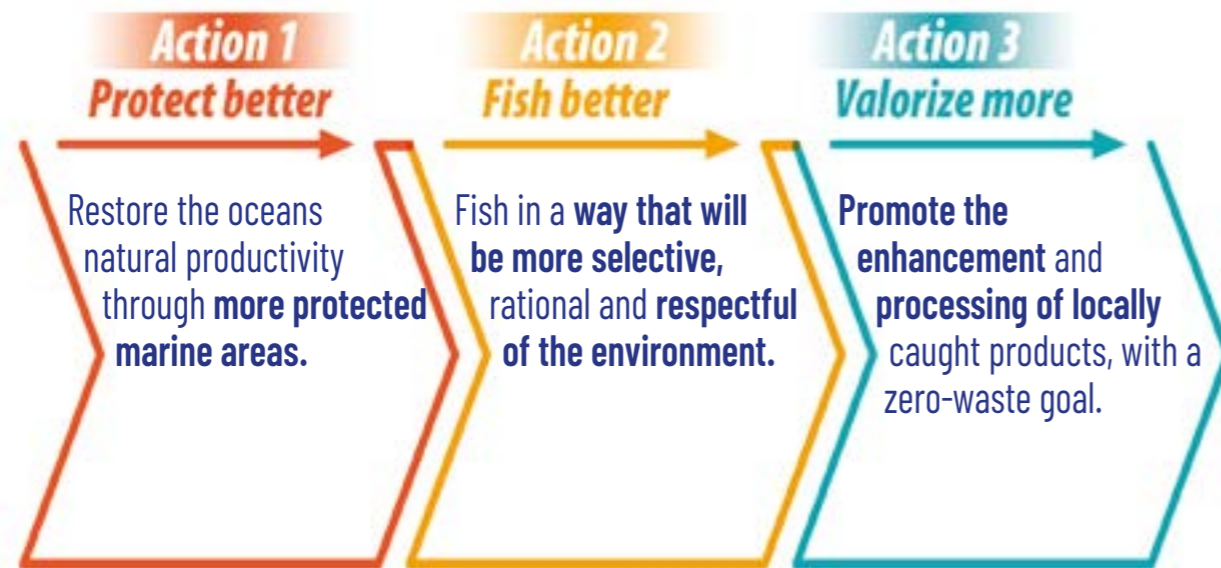 Action 1
Protect better
Restore the oceans
natural productivity
through more protected
marine areas.
Action 2
Fish better
Fish in a way that will
be more selective,
rational and respectful
of the environment.
Action 3
Valorize more
Promote the
enhancement and
processing of locally
caught products, with a
zero-waste goal.